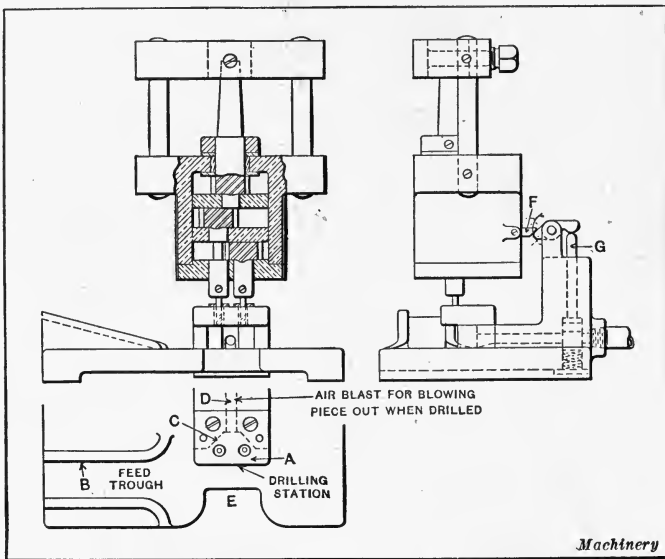 F
G
D
AIR BLAST FOR BLOWING
PIECE OUT WHEN DRILLED
C
A
B
FEED
TROUGH
DRILLING
STATION
E
Machinery